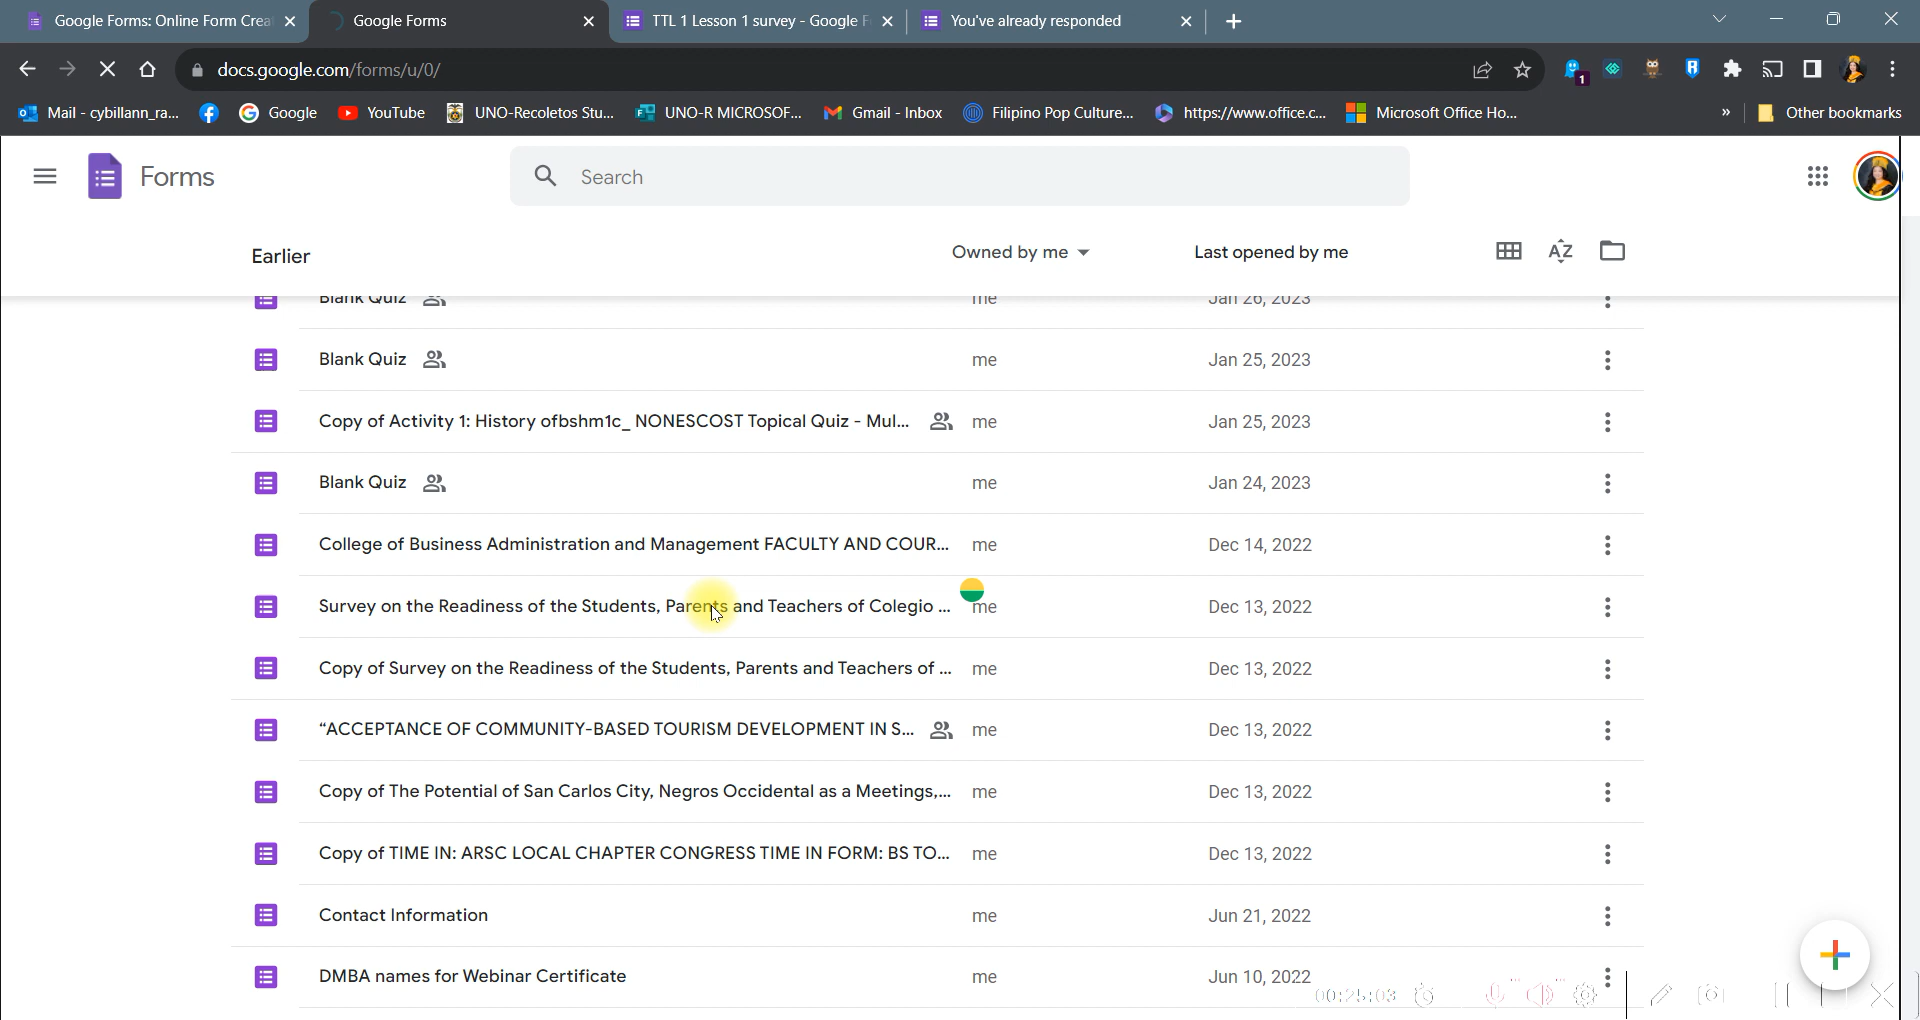 Google Forms: Online Form Crea
Google Forms
TTL 1 Lesson 1 survey - Google F
You've already responded
docs.google.com/forms/u/0/
1
Mail - cybillann_ra...
Google
YouTube
UNO-Recoletos Stu...
UNO-R MICROSOF...
Gmail - Inbox
Filipino Pop Culture...
https://www.office.c...
Microsoft Office Ho...
»
Other bookmarks
Forms
Search
Earlier
Owned by me
Last opened by me
AZ
Blank Quiz me Jan 26, 2023
Blank Quiz me Jan 25, 2023
Copy of Activity 1: History ofbshm1c_ NONESCOST Topical Quiz - Mul... me Jan 25, 2023
Blank Quiz me Jan 24, 2023
College of Business Administration and Management FACULTY AND COUR... me Dec 14, 2022
Survey on the Readiness of the Students, Parents and Teachers of Colegio ... me Dec 13, 2022
Copy of Survey on the Readiness of the Students, Parents and Teachers of ... me Dec 13, 2022
“ACCEPTANCE OF COMMUNITY-BASED TOURISM DEVELOPMENT IN S... me Dec 13, 2022
Copy of The Potential of San Carlos City, Negros Occidental as a Meetings,... me Dec 13, 2022
Copy of TIME IN: ARSC LOCAL CHAPTER CONGRESS TIME IN FORM: BS TO... me Dec 13, 2022
Contact Information me Jun 21, 2022
DMBA names for Webinar Certificate me Jun 10, 2022
00:25:03